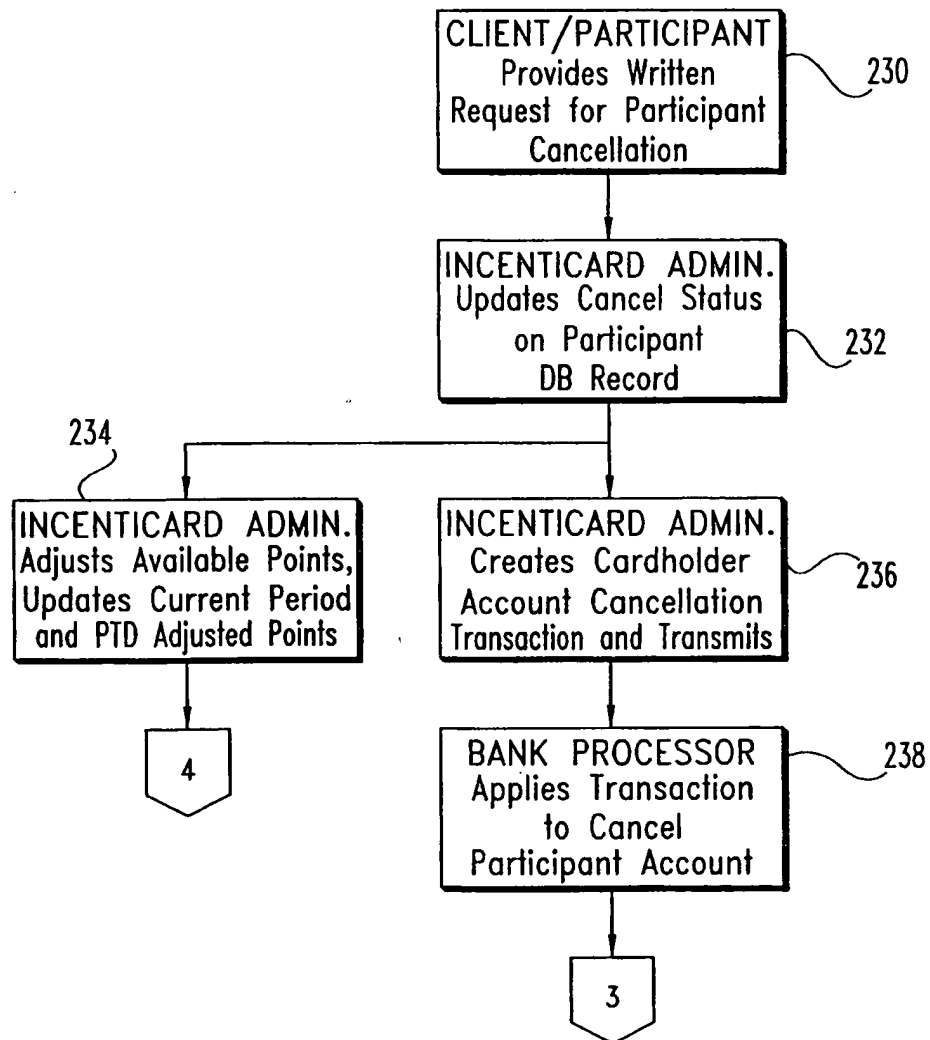 CLIENT/PARTICIPANT
Provides Written
Request for Participant
Cancellation
230
INCENTICARD ADMIN.
Updates Cancel Status
on Participant
DB Record
232
234
INCENTICARD ADMIN.
Adjusts Available Points,
Updates Current Period
and PTD Adjusted Points
INCENTICARD ADMIN.
Creates Cardholder
Account Cancellation
Transaction and Transmits
236
4
BANK PROCESSOR
Applies Transaction
to Cancel
Participant Account
238
3